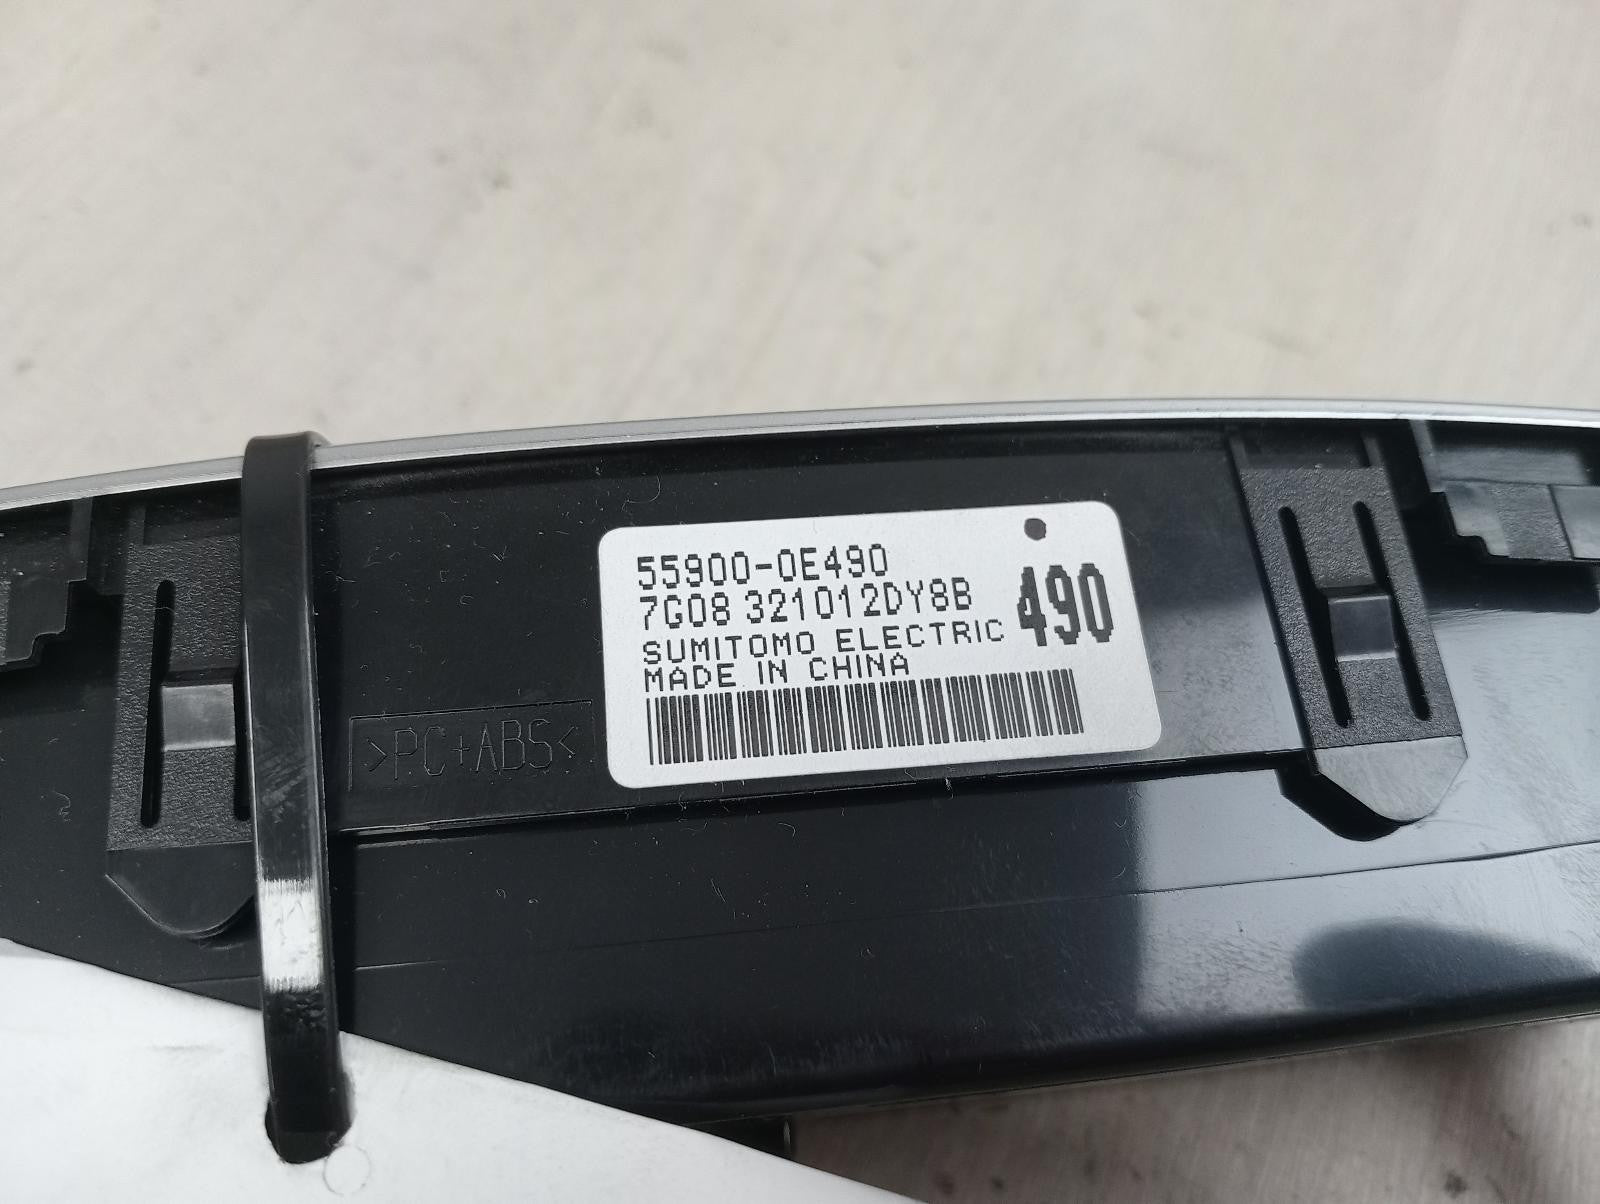 55900-0E490
7G08 321012DY8B
490
SUMITOMO ELECTRIC
MADE IN CHINA
>PC+ABS<